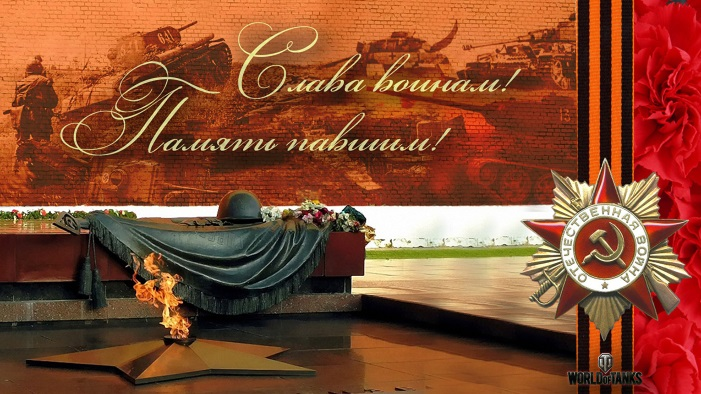 Слава воинам!
Память павшим!
ОТЕЧЕСТВЕННАЯ ВОЙНА
WORLD OF TANKS